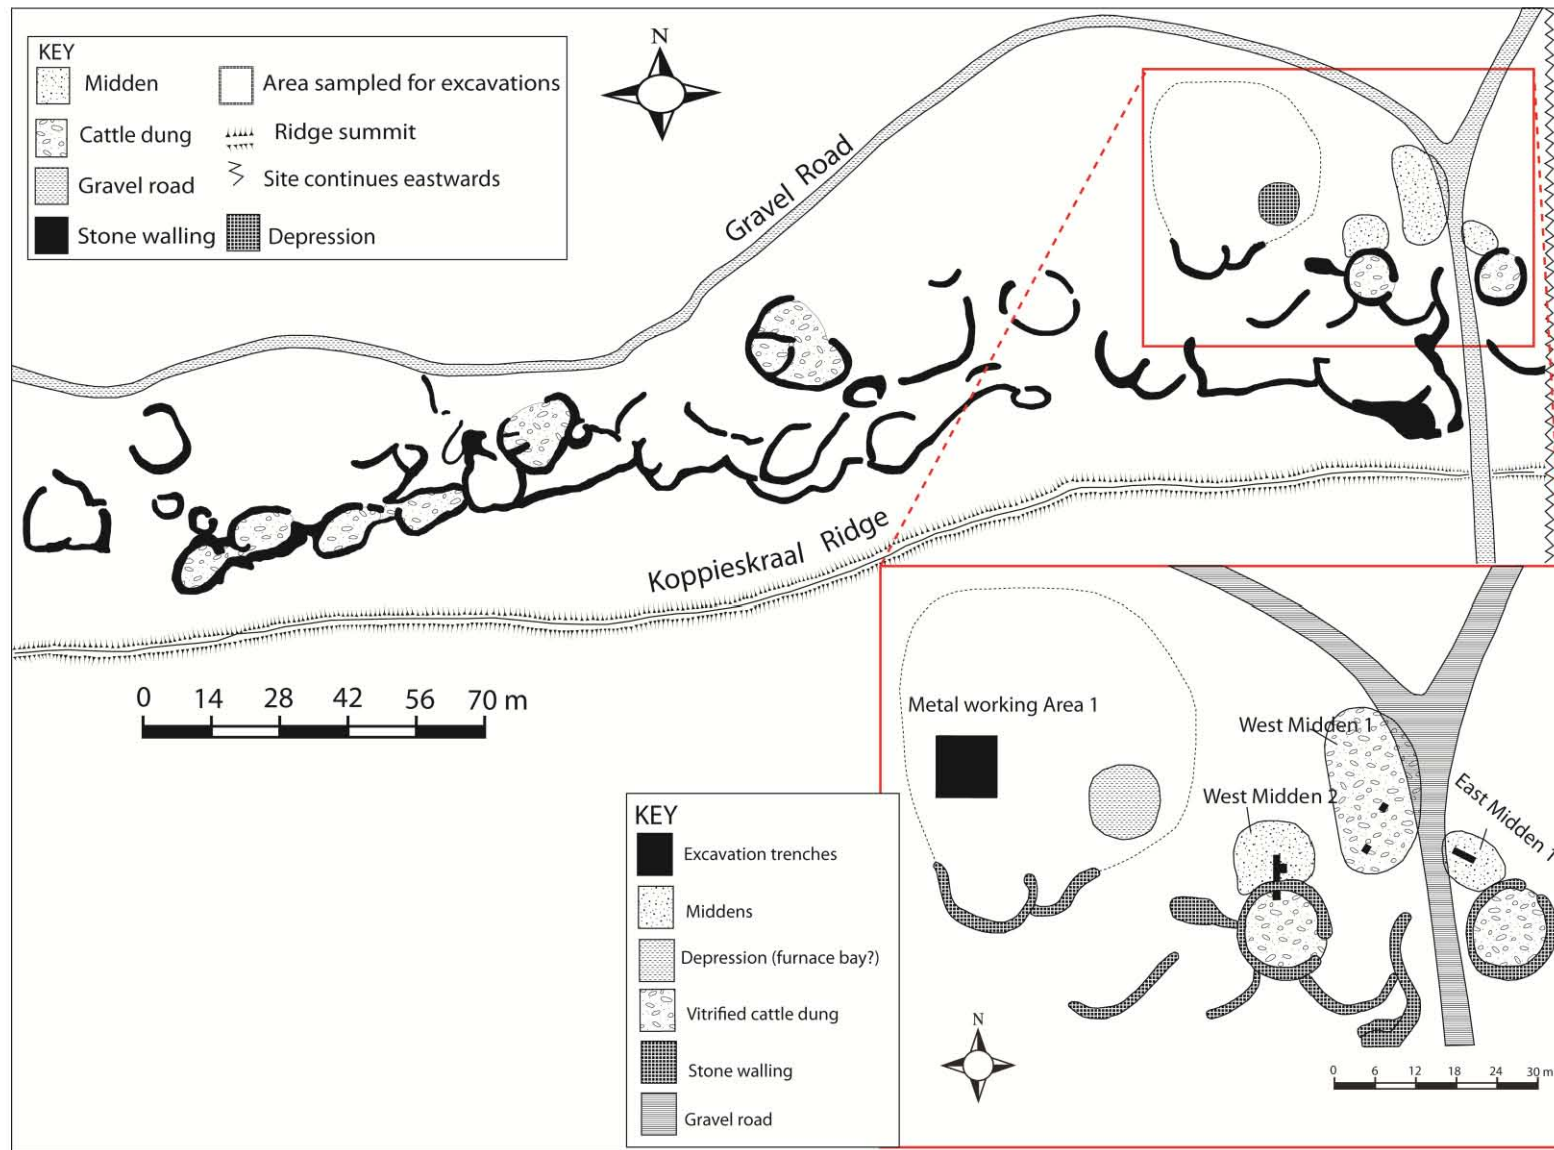 KEY
Midden
Cattle dung
Gravel road
Stone walling
Area sampled for excavations
Ridge summit
Site continues eastwards
Depression
N
Gravel Road
Koppieskraal Ridge
0 14 28 42 56 70 m
Metal working Area 1
West Midden 1
West Midden 2
East Midden 1
KEY
Excavation trenches
Middens
Depression (furnace bay?)
Vitrified cattle dung
Stone walling
Gravel road
N
0 6 12 18 24 30 m